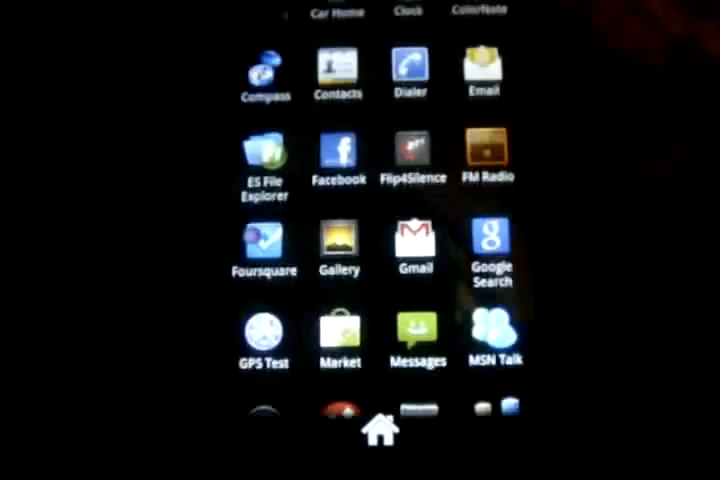 Car Home Clock ColorNote
Compass Contacts Dialer Email
ES File Explorer Facebook Flip4Silence FM Radio
Foursquare Gallery Gmail Google Search
GPS Test Market Messages MSN Talk